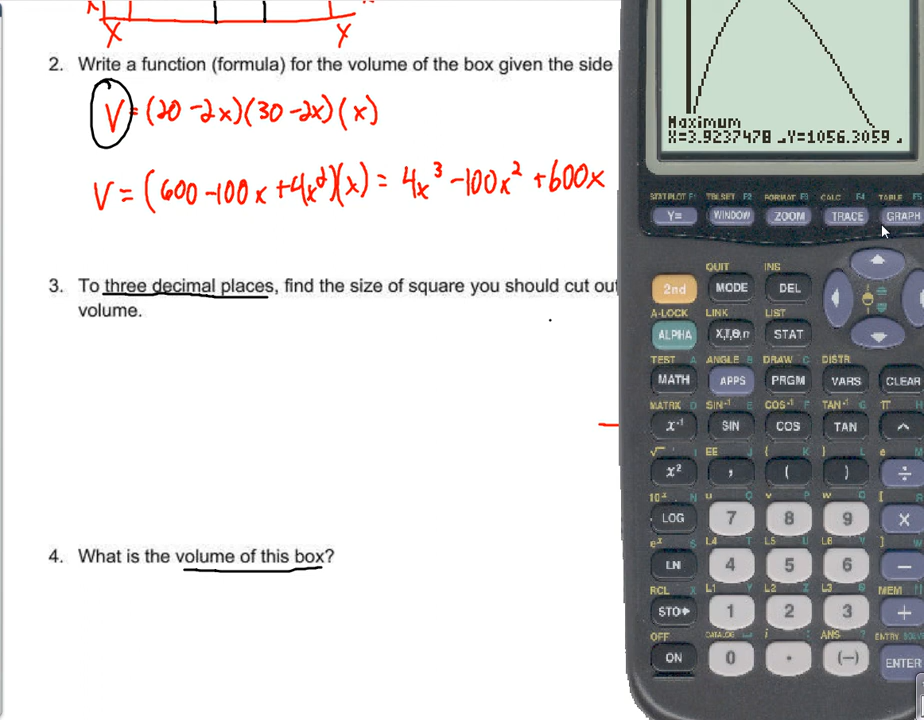 X
X
Y
2. Write a function (formula) for the volume of the box given the side
V = (20 -2x)(30 -2x)(x)
V = (600 -100x +4x²)(x) = 4x³ -100x² +600x
3. To three decimal places, find the size of square you should cut out
volume.
4. What is the volume of this box?
Maximum
X=3.9237478 Y=1056.3059
STAT PLOT F1 TBLSET F2 FORMAT F3 CALC F4 TABLE F5
Y= WINDOW ZOOM TRACE GRAPH
QUIT INS
2nd MODE DEL
A-LOCK LINK LIST
ALPHA X,T,θ,n STAT
TEST A ANGLE B DRAW C DISTR
MATH APPS PRGM VARS CLEAR
MATRX D SIN⁻¹ E COS⁻¹ F TAN⁻¹ G π H
x⁻¹ SIN COS TAN ^
√ I EE J { K } L e M
x² , ( ) ÷
10ˣ N u O v P w Q [ R
LOG 7 8 9 ×
eˣ S L4 T L5 U L6 V ] W
LN 4 5 6 −
RCL X L1 Y L2 Z L3 θ MEM "
STO▸ 1 2 3 +
OFF CATALOG i : ANS ? ENTRY SOLVE
ON 0 . (−) ENTER